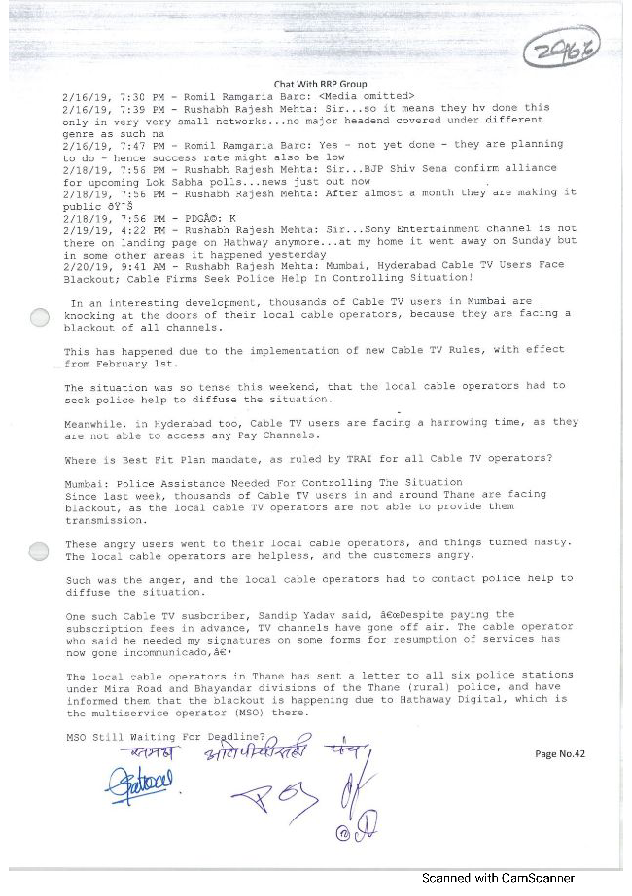 Chat With RRP Group
2/16/19, 7:30 PM - Romil Ramgaria Barc: <Media omitted>
2/16/19, 7:39 PM - Rushabh Rajesh Mehta: Sir...so it means they hv done this
only in very very small networks...no major headend covered under different
genre as such na
2/16/19, 7:47 PM - Romil Ramgaria Barc: Yes - not yet done - they are planning
to do - hence success rate might also be low
2/18/19, 7:56 PM - Rushabh Rajesh Mehta: Sir...BJP Shiv Sena confirm alliance
for upcoming Lok Sabha polls...news just out now
2/18/19, 7:56 PM - Rushabh Rajesh Mehta: After almost a month they are making it
public ðŸ˜Š
2/18/19, 7:56 PM - PDGÂ©: K
2/19/19, 4:22 PM - Rushabh Rajesh Mehta: Sir...Sony Entertainment channel is not
there on landing page on Hathway anymore...at my home it went away on Sunday but
in some other areas it happened yesterday
2/20/19, 9:41 AM - Rushabh Rajesh Mehta: Mumbai, Hyderabad Cable TV Users Face
Blackout; Cable Firms Seek Police Help In Controlling Situation!
In an interesting development, thousands of Cable TV users in Mumbai are
knocking at the doors of their local cable operators, because they are facing a
blackout of all channels.
This has happened due to the implementation of new Cable TV Rules, with effect
from February 1st.
The situation was so tense this weekend, that the local cable operators had to
seek police help to diffuse the situation.
Meanwhile, in Hyderabad too, Cable TV users are facing a harrowing time, as they
are not able to access any Pay Channels.
Where is Best Fit Plan mandate, as ruled by TRAI for all Cable TV operators?
Mumbai: Police Assistance Needed For Controlling The Situation
Since last week, thousands of Cable TV users in and around Thane are facing
blackout, as the local cable TV operators are not able to provide them
transmission.
These angry users went to their local cable operators, and things turned nasty.
The local cable operators are helpless, and the customers angry.
Such was the anger, and the local cable operators had to contact police help to
diffuse the situation.
One such Cable TV susbcriber, Sandip Yadav said, â€œDespite paying the
subscription fees in advance, TV channels have gone off air. The cable operator
who said he needed my signatures on some forms for resumption of services has
now gone incommunicado,â€
The local cable operators in Thane has sent a letter to all six police stations
under Mira Road and Bhayandar divisions of the Thane (rural) police, and have
informed them that the blackout is happening due to Hathaway Digital, which is
the multiservice operator (MSO) there.
MSO Still Waiting For Deadline?
पंच
Page No.42
Scanned with CamScanner